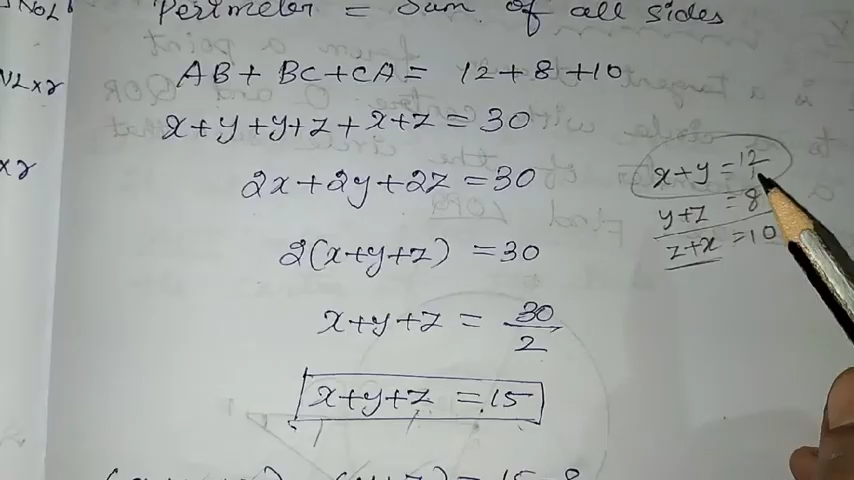 Perimeter = Sum of all sides
AB + BC + CA = 12 + 8 + 10
x+y+y+z+x+z = 30
2x+2y+2z = 30
2(x+y+z) = 30
x+y+z = 30/2
x+y+z = 15
x+y = 12
y+z = 8
z+x = 10